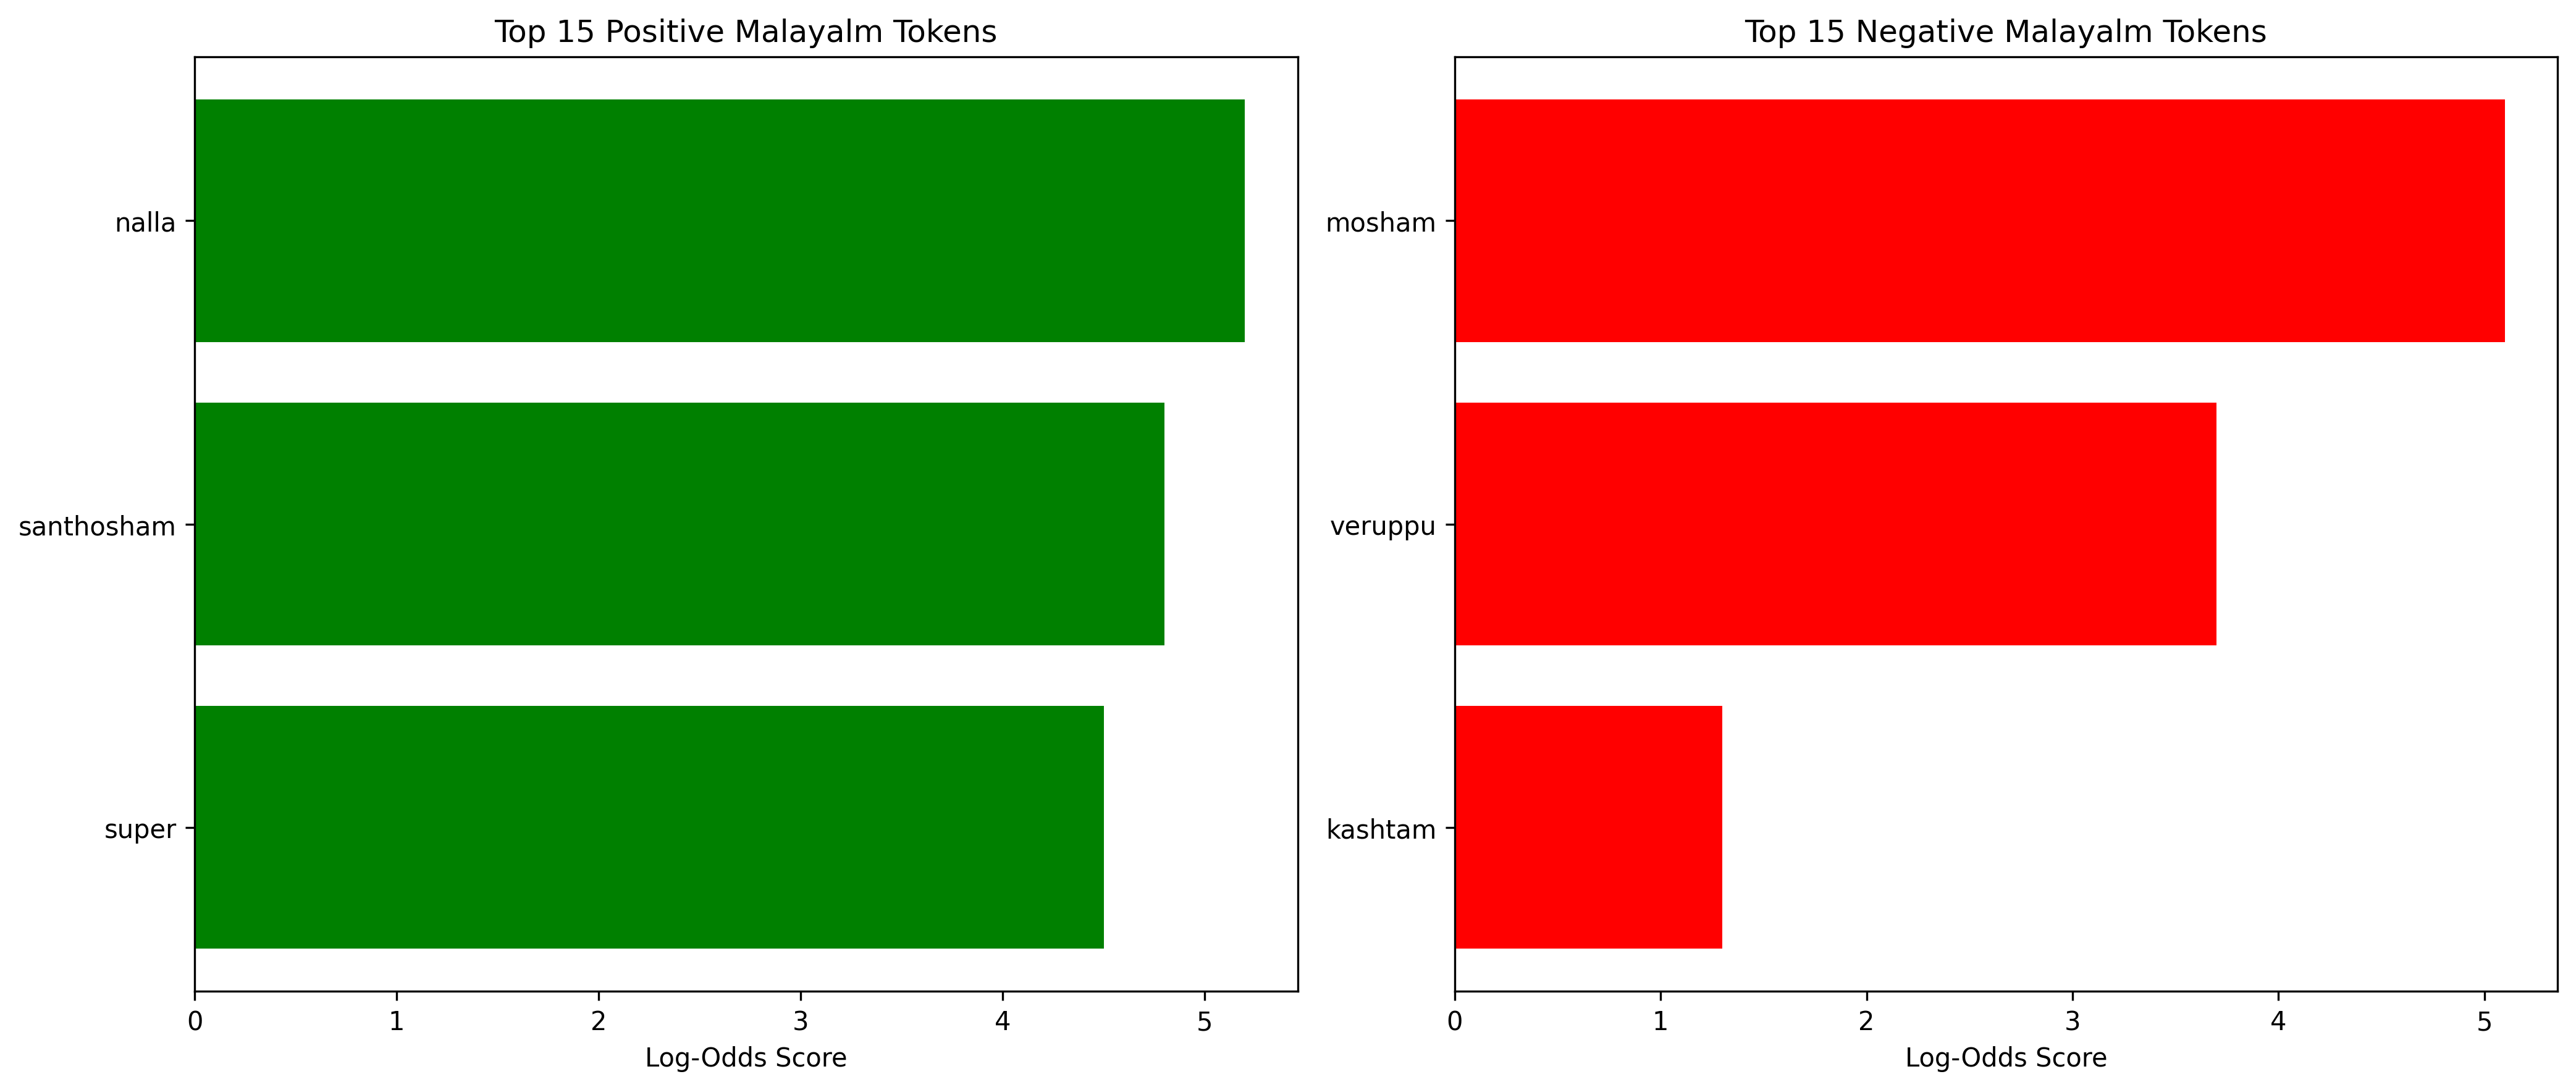 Top 15 Positive Malayalm Tokens
nalla
santhosham
super
0 1 2 3 4 5
Log-Odds Score
Top 15 Negative Malayalm Tokens
mosham
veruppu
kashtam
0 1 2 3 4 5
Log-Odds Score